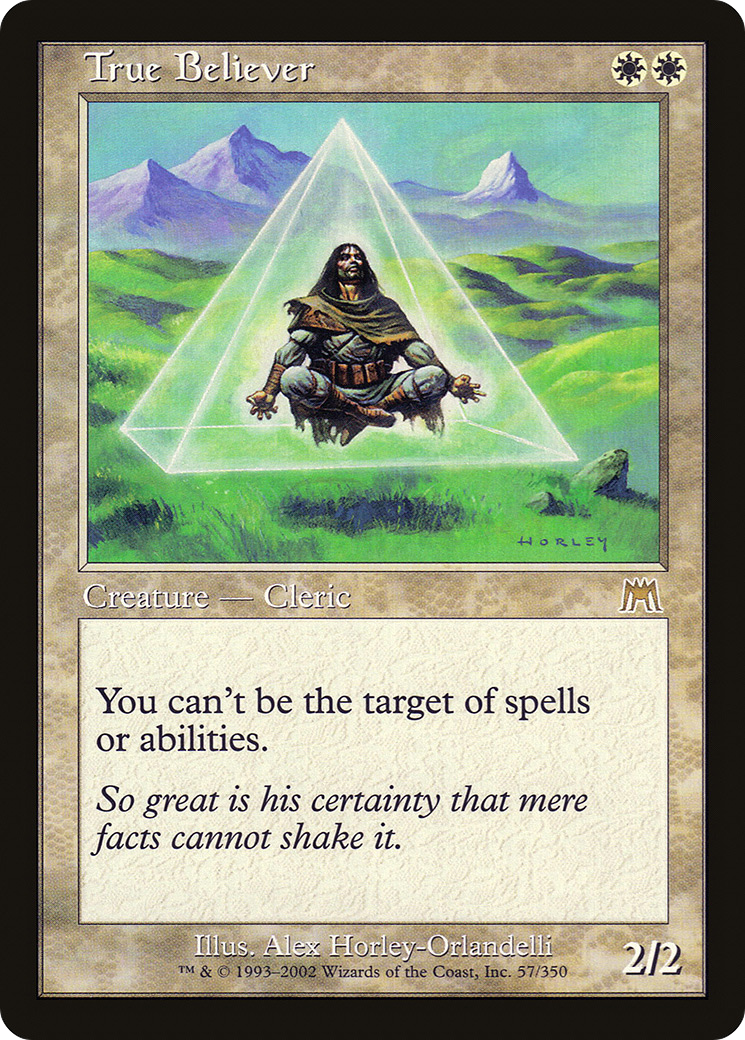 True Believer
HORLEY
Creature — Cleric
You can't be the target of spells
or abilities.
So great is his certainty that mere
facts cannot shake it.
Illus. Alex Horley-Orlandelli
™ & © 1993–2002 Wizards of the Coast, Inc. 57/350
2/2